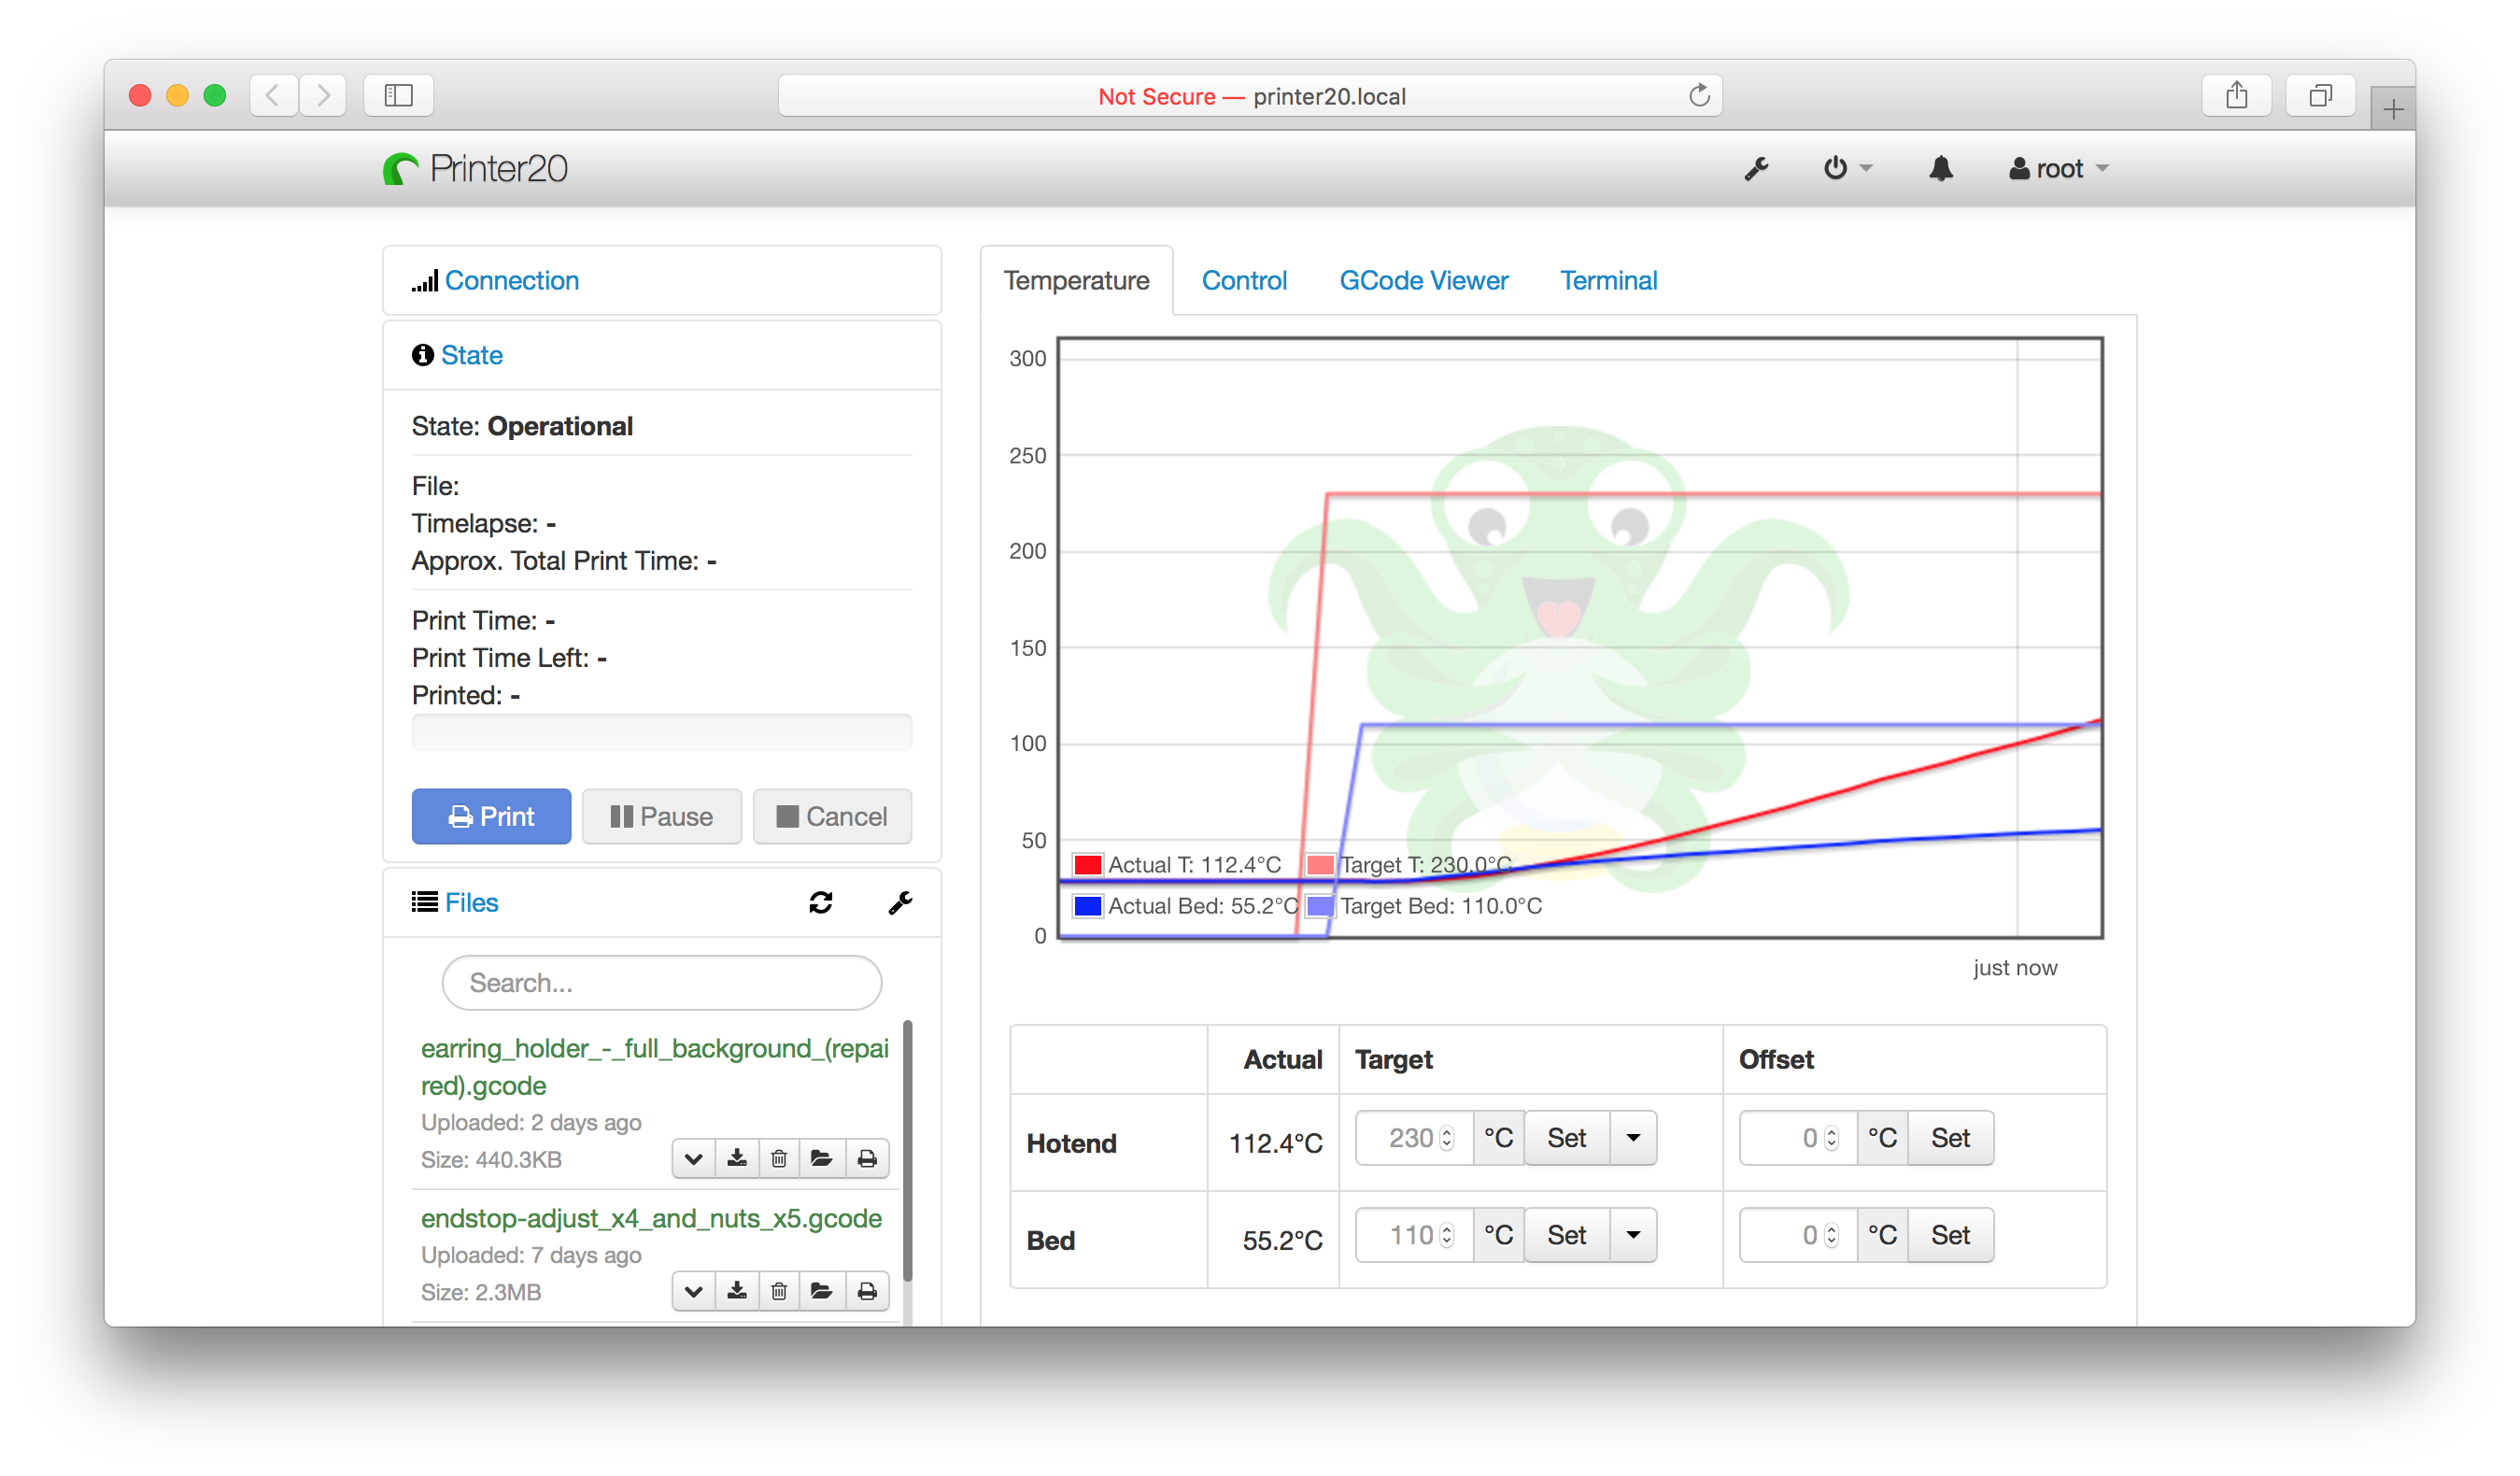 Not Secure — printer20.local
Printer20
root
Connection
State
State: Operational
File:
Timelapse: -
Approx. Total Print Time: -
Print Time: -
Print Time Left: -
Printed: -
Print
Pause
Cancel
Files
Search...
earring_holder_-_full_background_(repai
red).gcode
Uploaded: 2 days ago
Size: 440.3KB
endstop-adjust_x4_and_nuts_x5.gcode
Uploaded: 7 days ago
Size: 2.3MB
Temperature Control GCode Viewer Terminal
300
250
200
150
100
50
0
Actual T: 112.4°C Target T: 230.0°C
Actual Bed: 55.2°C Target Bed: 110.0°C
just now
Actual Target Offset
Hotend 112.4°C 230 °C Set 0 °C Set
Bed 55.2°C 110 °C Set 0 °C Set